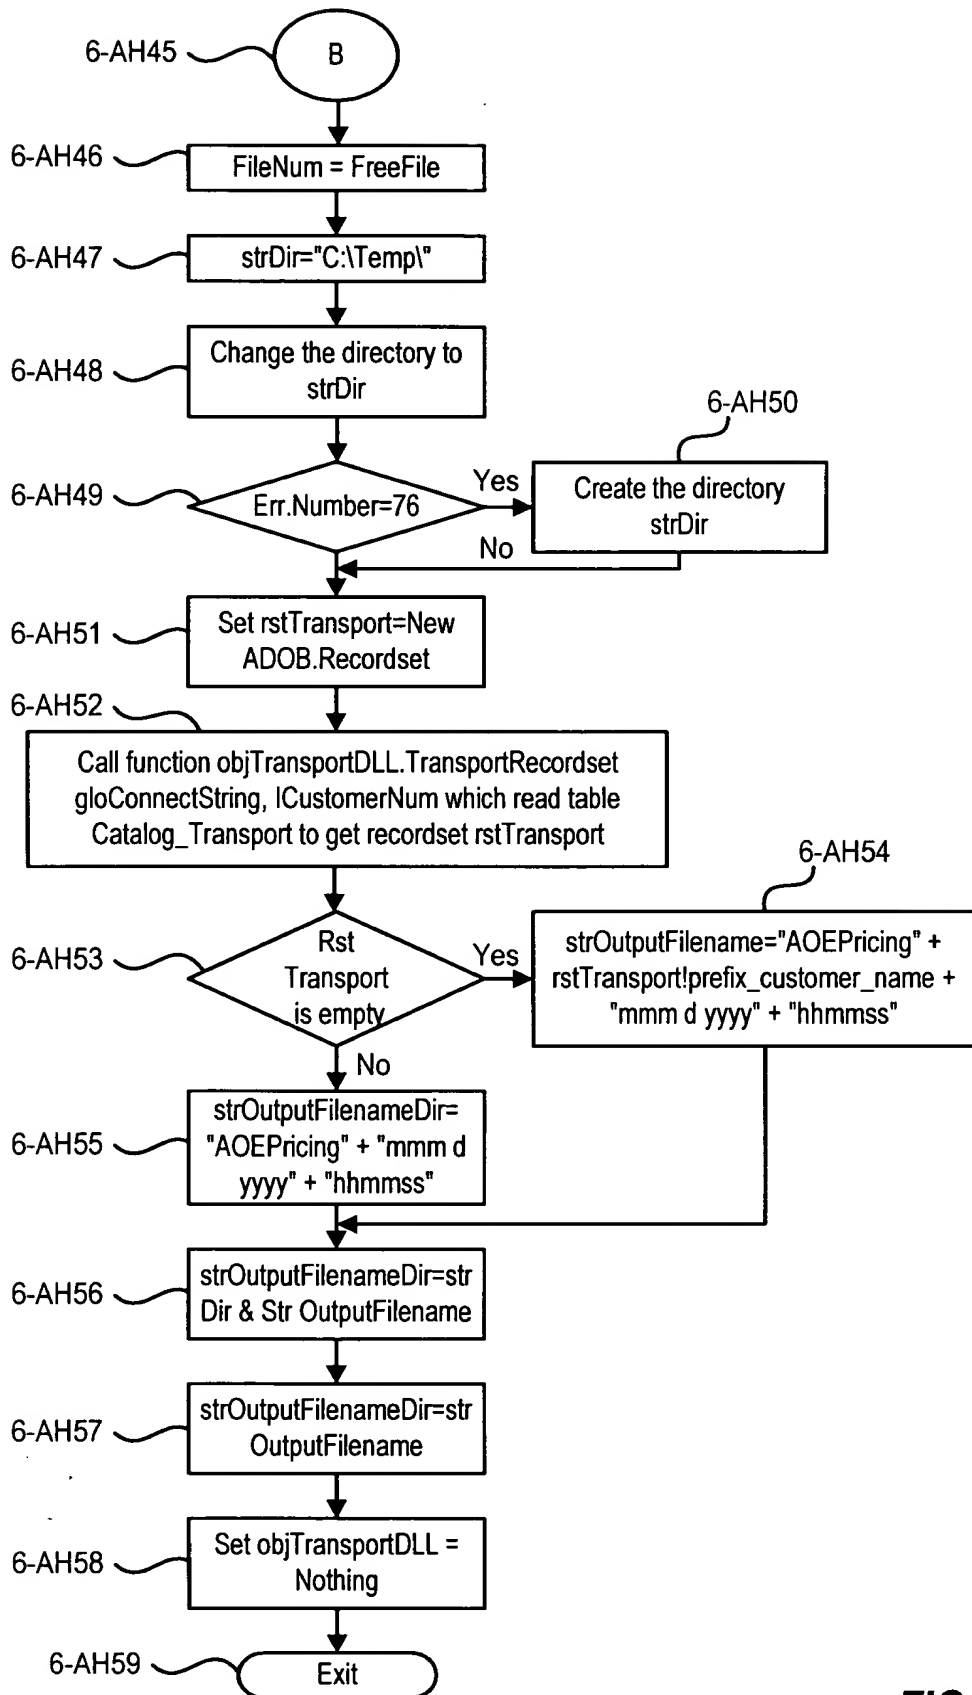 6-AH45
B
6-AH46
FileNum = FreeFile
6-AH47
strDir="C:\Temp\"
6-AH48
Change the directory to
strDir
6-AH50
6-AH49
Err.Number=76
Yes
Create the directory
strDir
No
6-AH51
Set rstTransport=New
ADOB.Recordset
6-AH52
Call function objTransportDLL.TransportRecordset
gloConnectString, lCustomerNum which read table
Catalog_Transport to get recordset rstTransport
6-AH54
6-AH53
Rst
Transport
is empty
Yes
strOutputFilename="AOEPricing" +
rstTransport!prefix_customer_name +
"mmm d yyyy" + "hhmmss"
No
6-AH55
strOutputFilenameDir=
"AOEPricing" + "mmm d
yyyy" + "hhmmss"
6-AH56
strOutputFilenameDir=str
Dir & Str OutputFilename
6-AH57
strOutputFilenameDir=str
OutputFilename
6-AH58
Set objTransportDLL =
Nothing
6-AH59
Exit